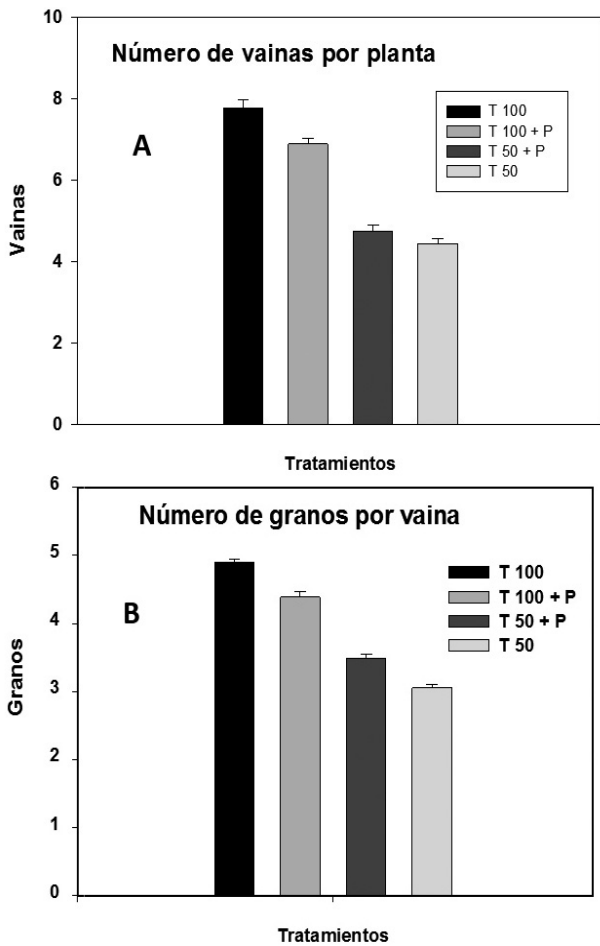 Número de vainas por planta
A
T 100
T 100 + P
T 50 + P
T 50
Vainas
10
8
6
4
2
0
Tratamientos
Número de granos por vaina
B
T 100
T 100 + P
T 50 + P
T 50
Granos
6
5
4
3
2
1
0
Tratamientos